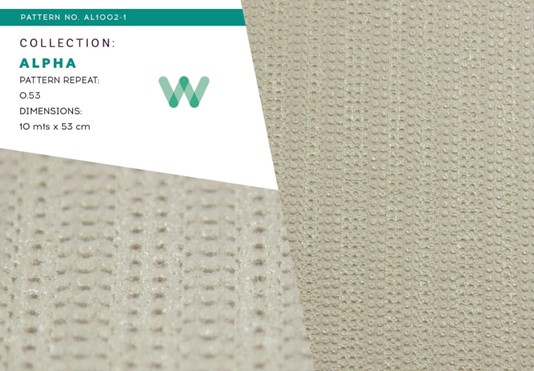 PATTERN NO. AL1002-1
COLLECTION:
ALPHA
PATTERN REPEAT:
0.53
DIMENSIONS:
10 mts x 53 cm
W